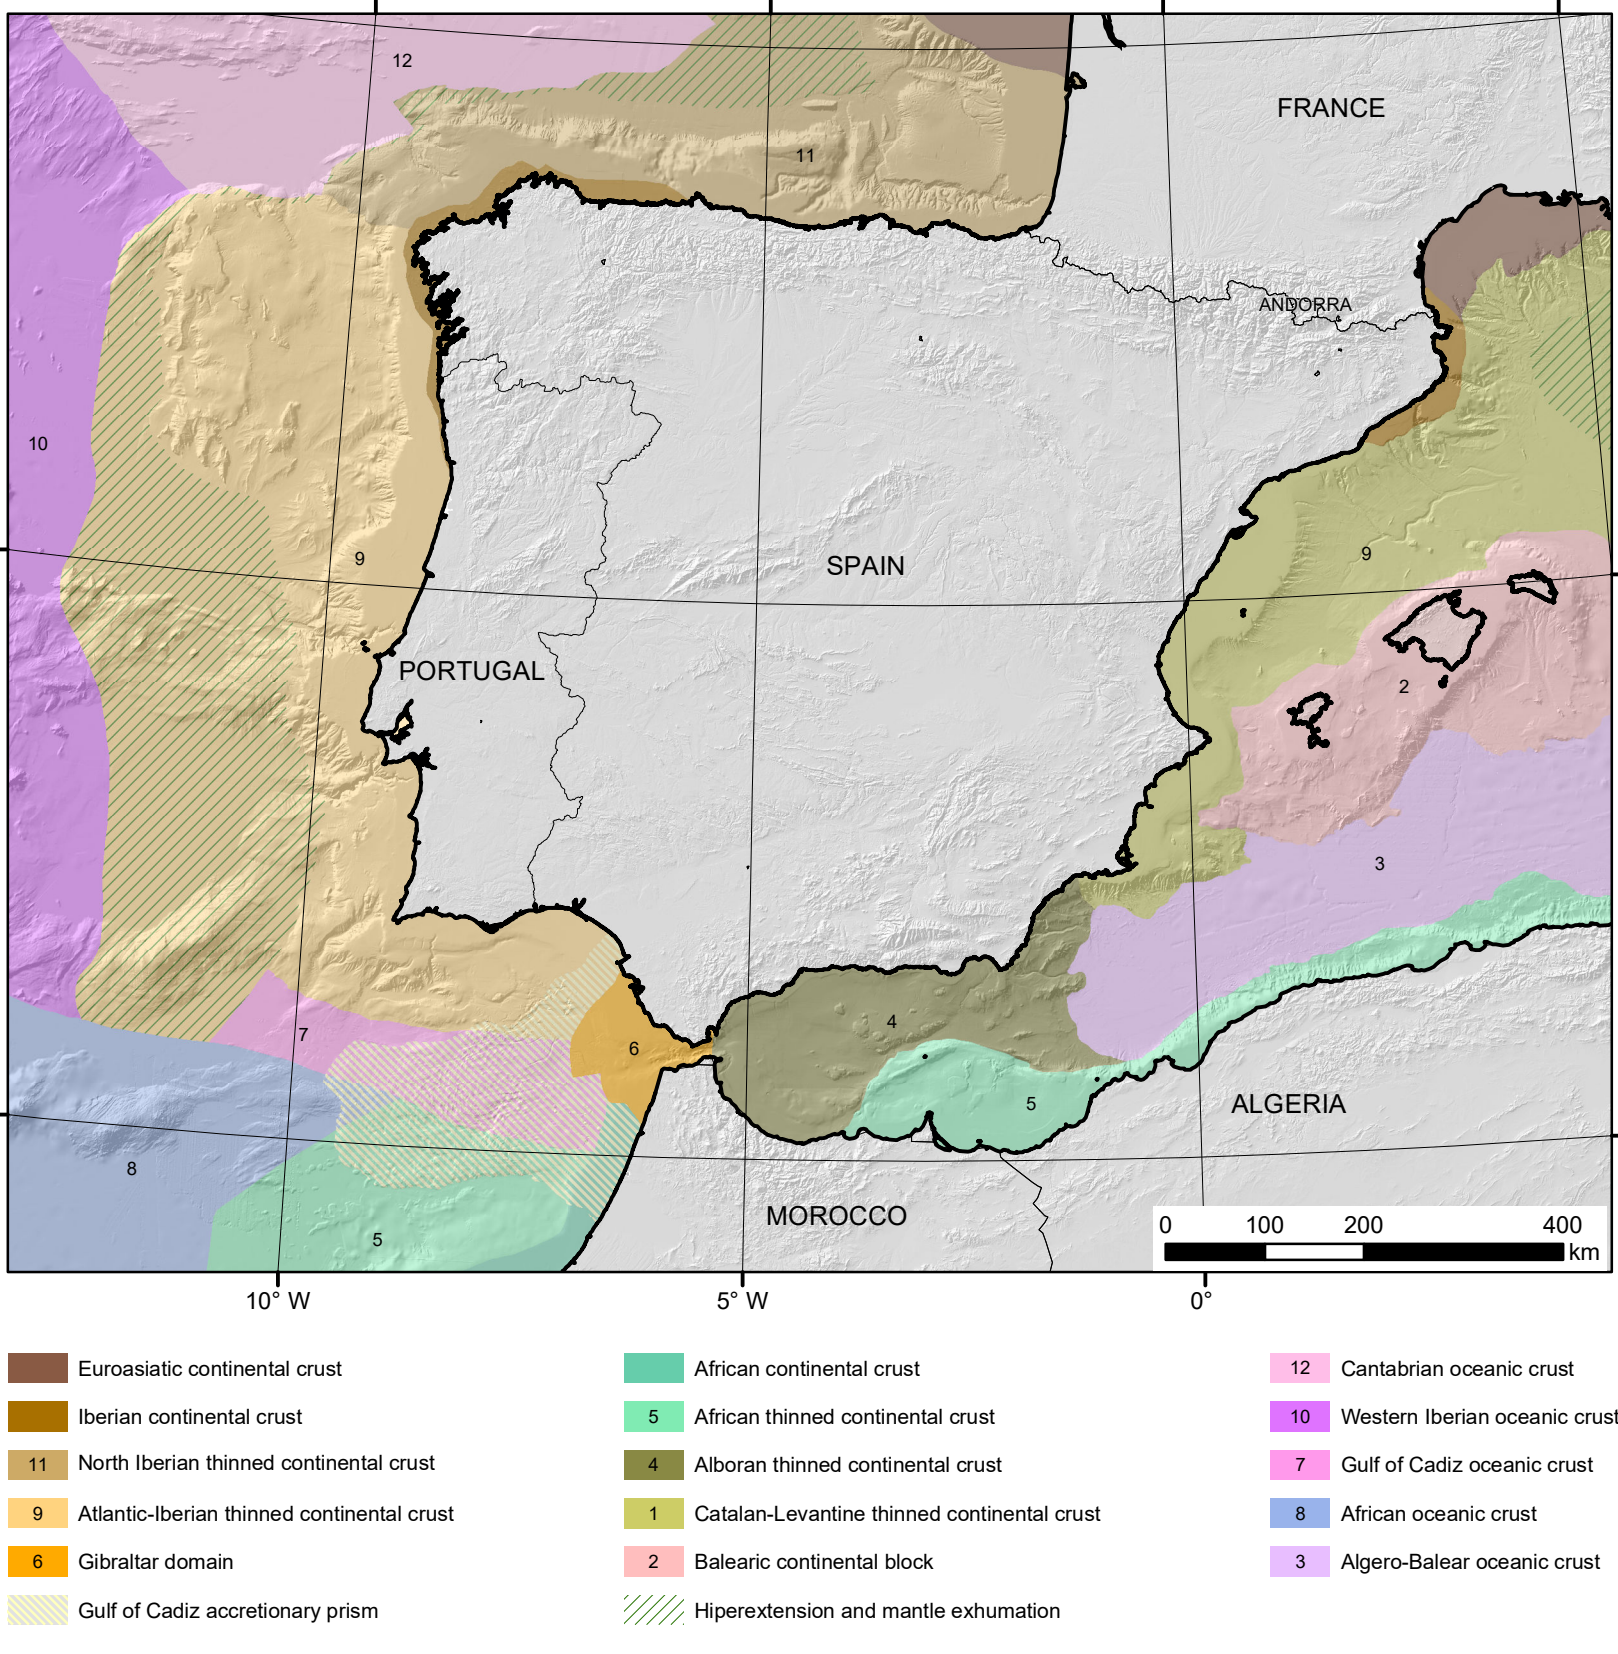 12
FRANCE
11
ANDORRA
10
9
9
SPAIN
PORTUGAL
2
3
4
7
6
5
ALGERIA
8
MOROCCO
5
0 100 200 400
km
10° W 5° W 0°
Euroasiatic continental crust
Iberian continental crust
11 North Iberian thinned continental crust
9 Atlantic-Iberian thinned continental crust
6 Gibraltar domain
Gulf of Cadiz accretionary prism
African continental crust
5 African thinned continental crust
4 Alboran thinned continental crust
1 Catalan-Levantine thinned continental crust
2 Balearic continental block
Hiperextension and mantle exhumation
12 Cantabrian oceanic crust
10 Western Iberian oceanic crust
7 Gulf of Cadiz oceanic crust
8 African oceanic crust
3 Algero-Balear oceanic crust